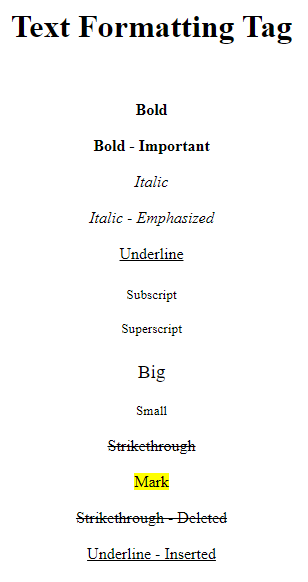 Text Formatting Tag
Bold
Bold - Important
Italic
Italic - Emphasized
Underline
Subscript
Superscript
Big
Small
Strikethrough
Mark
Strikethrough - Deleted
Underline - Inserted